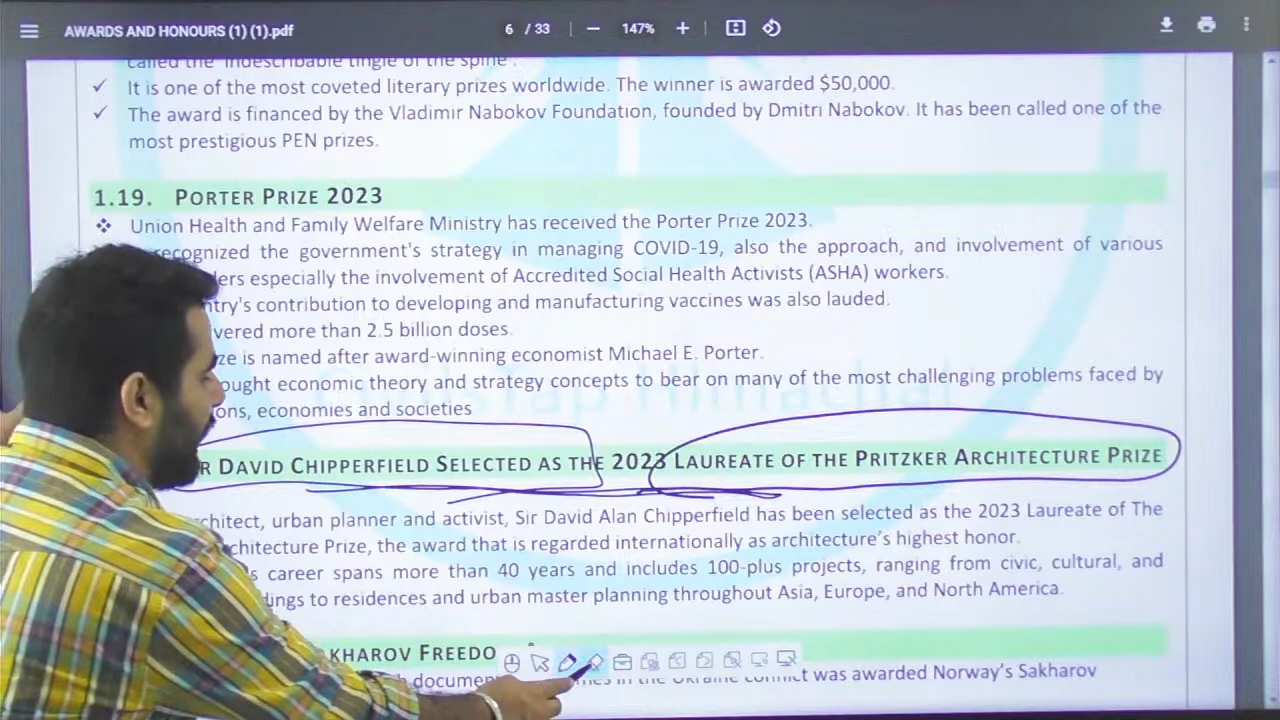 AWARDS AND HONOURS (1) (1).pdf
6 / 33
147%
called the 'indescribable tingle of the spine'.
✓ It is one of the most coveted literary prizes worldwide. The winner is awarded $50,000.
✓ The award is financed by the Vladimir Nabokov Foundation, founded by Dmitri Nabokov. It has been called one of the
most prestigious PEN prizes.
1.19. PORTER PRIZE 2023
❖ Union Health and Family Welfare Ministry has received the Porter Prize 2023.
recognized the government's strategy in managing COVID-19, also the approach, and involvement of various
ders especially the involvement of Accredited Social Health Activists (ASHA) workers.
ntry's contribution to developing and manufacturing vaccines was also lauded.
vered more than 2.5 billion doses.
ze is named after award-winning economist Michael E. Porter.
ought economic theory and strategy concepts to bear on many of the most challenging problems faced by
ons, economies and societies
R DAVID CHIPPERFIELD SELECTED AS THE 2023 LAUREATE OF THE PRITZKER ARCHITECTURE PRIZE
rchitect, urban planner and activist, Sir David Alan Chipperfield has been selected as the 2023 Laureate of The
chitecture Prize, the award that is regarded internationally as architecture's highest honor.
s career spans more than 40 years and includes 100-plus projects, ranging from civic, cultural, and
dings to residences and urban master planning throughout Asia, Europe, and North America.
KHAROV FREEDO
documen in the Ukraine conflict was awarded Norway's Sakharov